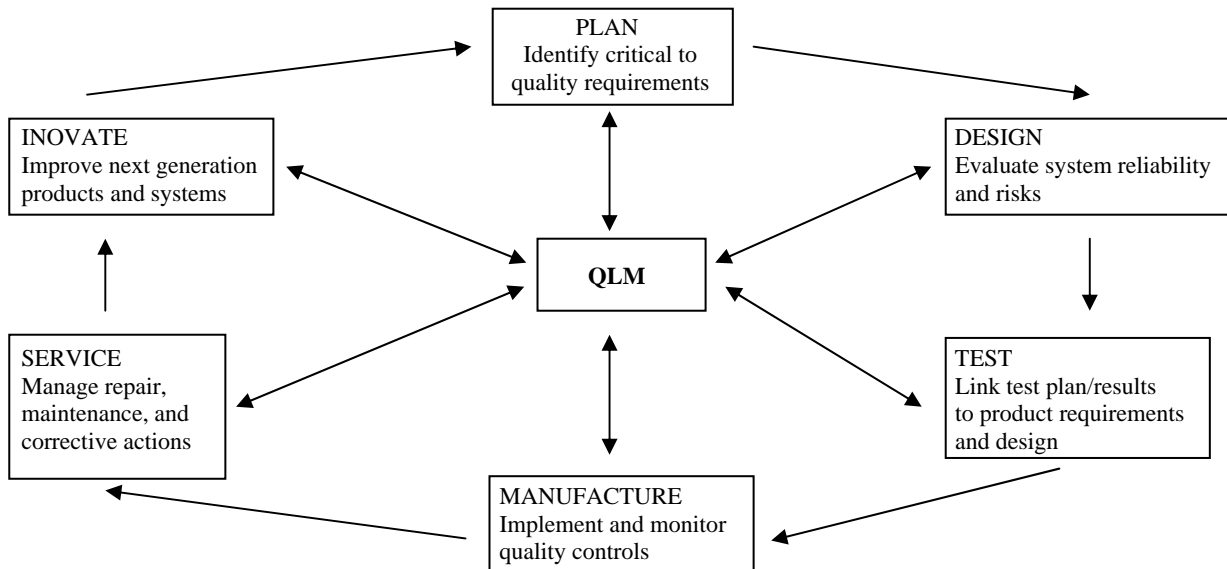 PLAN
Identify critical to
quality requirements
INOVATE
Improve next generation
products and systems
DESIGN
Evaluate system reliability
and risks
QLM
SERVICE
Manage repair,
maintenance, and
corrective actions
TEST
Link test plan/results
to product requirements
and design
MANUFACTURE
Implement and monitor
quality controls